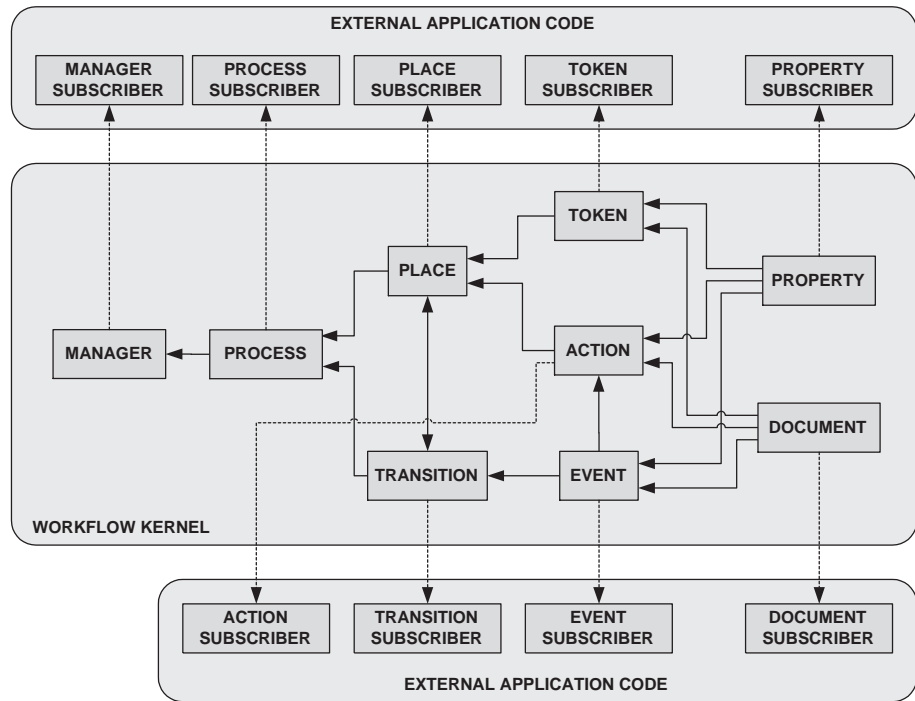 EXTERNAL APPLICATION CODE
MANAGER
SUBSCRIBER
PROCESS
SUBSCRIBER
PLACE
SUBSCRIBER
TOKEN
SUBSCRIBER
PROPERTY
SUBSCRIBER
TOKEN
PLACE
PROPERTY
MANAGER
PROCESS
ACTION
DOCUMENT
TRANSITION
EVENT
WORKFLOW KERNEL
ACTION
SUBSCRIBER
TRANSITION
SUBSCRIBER
EVENT
SUBSCRIBER
DOCUMENT
SUBSCRIBER
EXTERNAL APPLICATION CODE